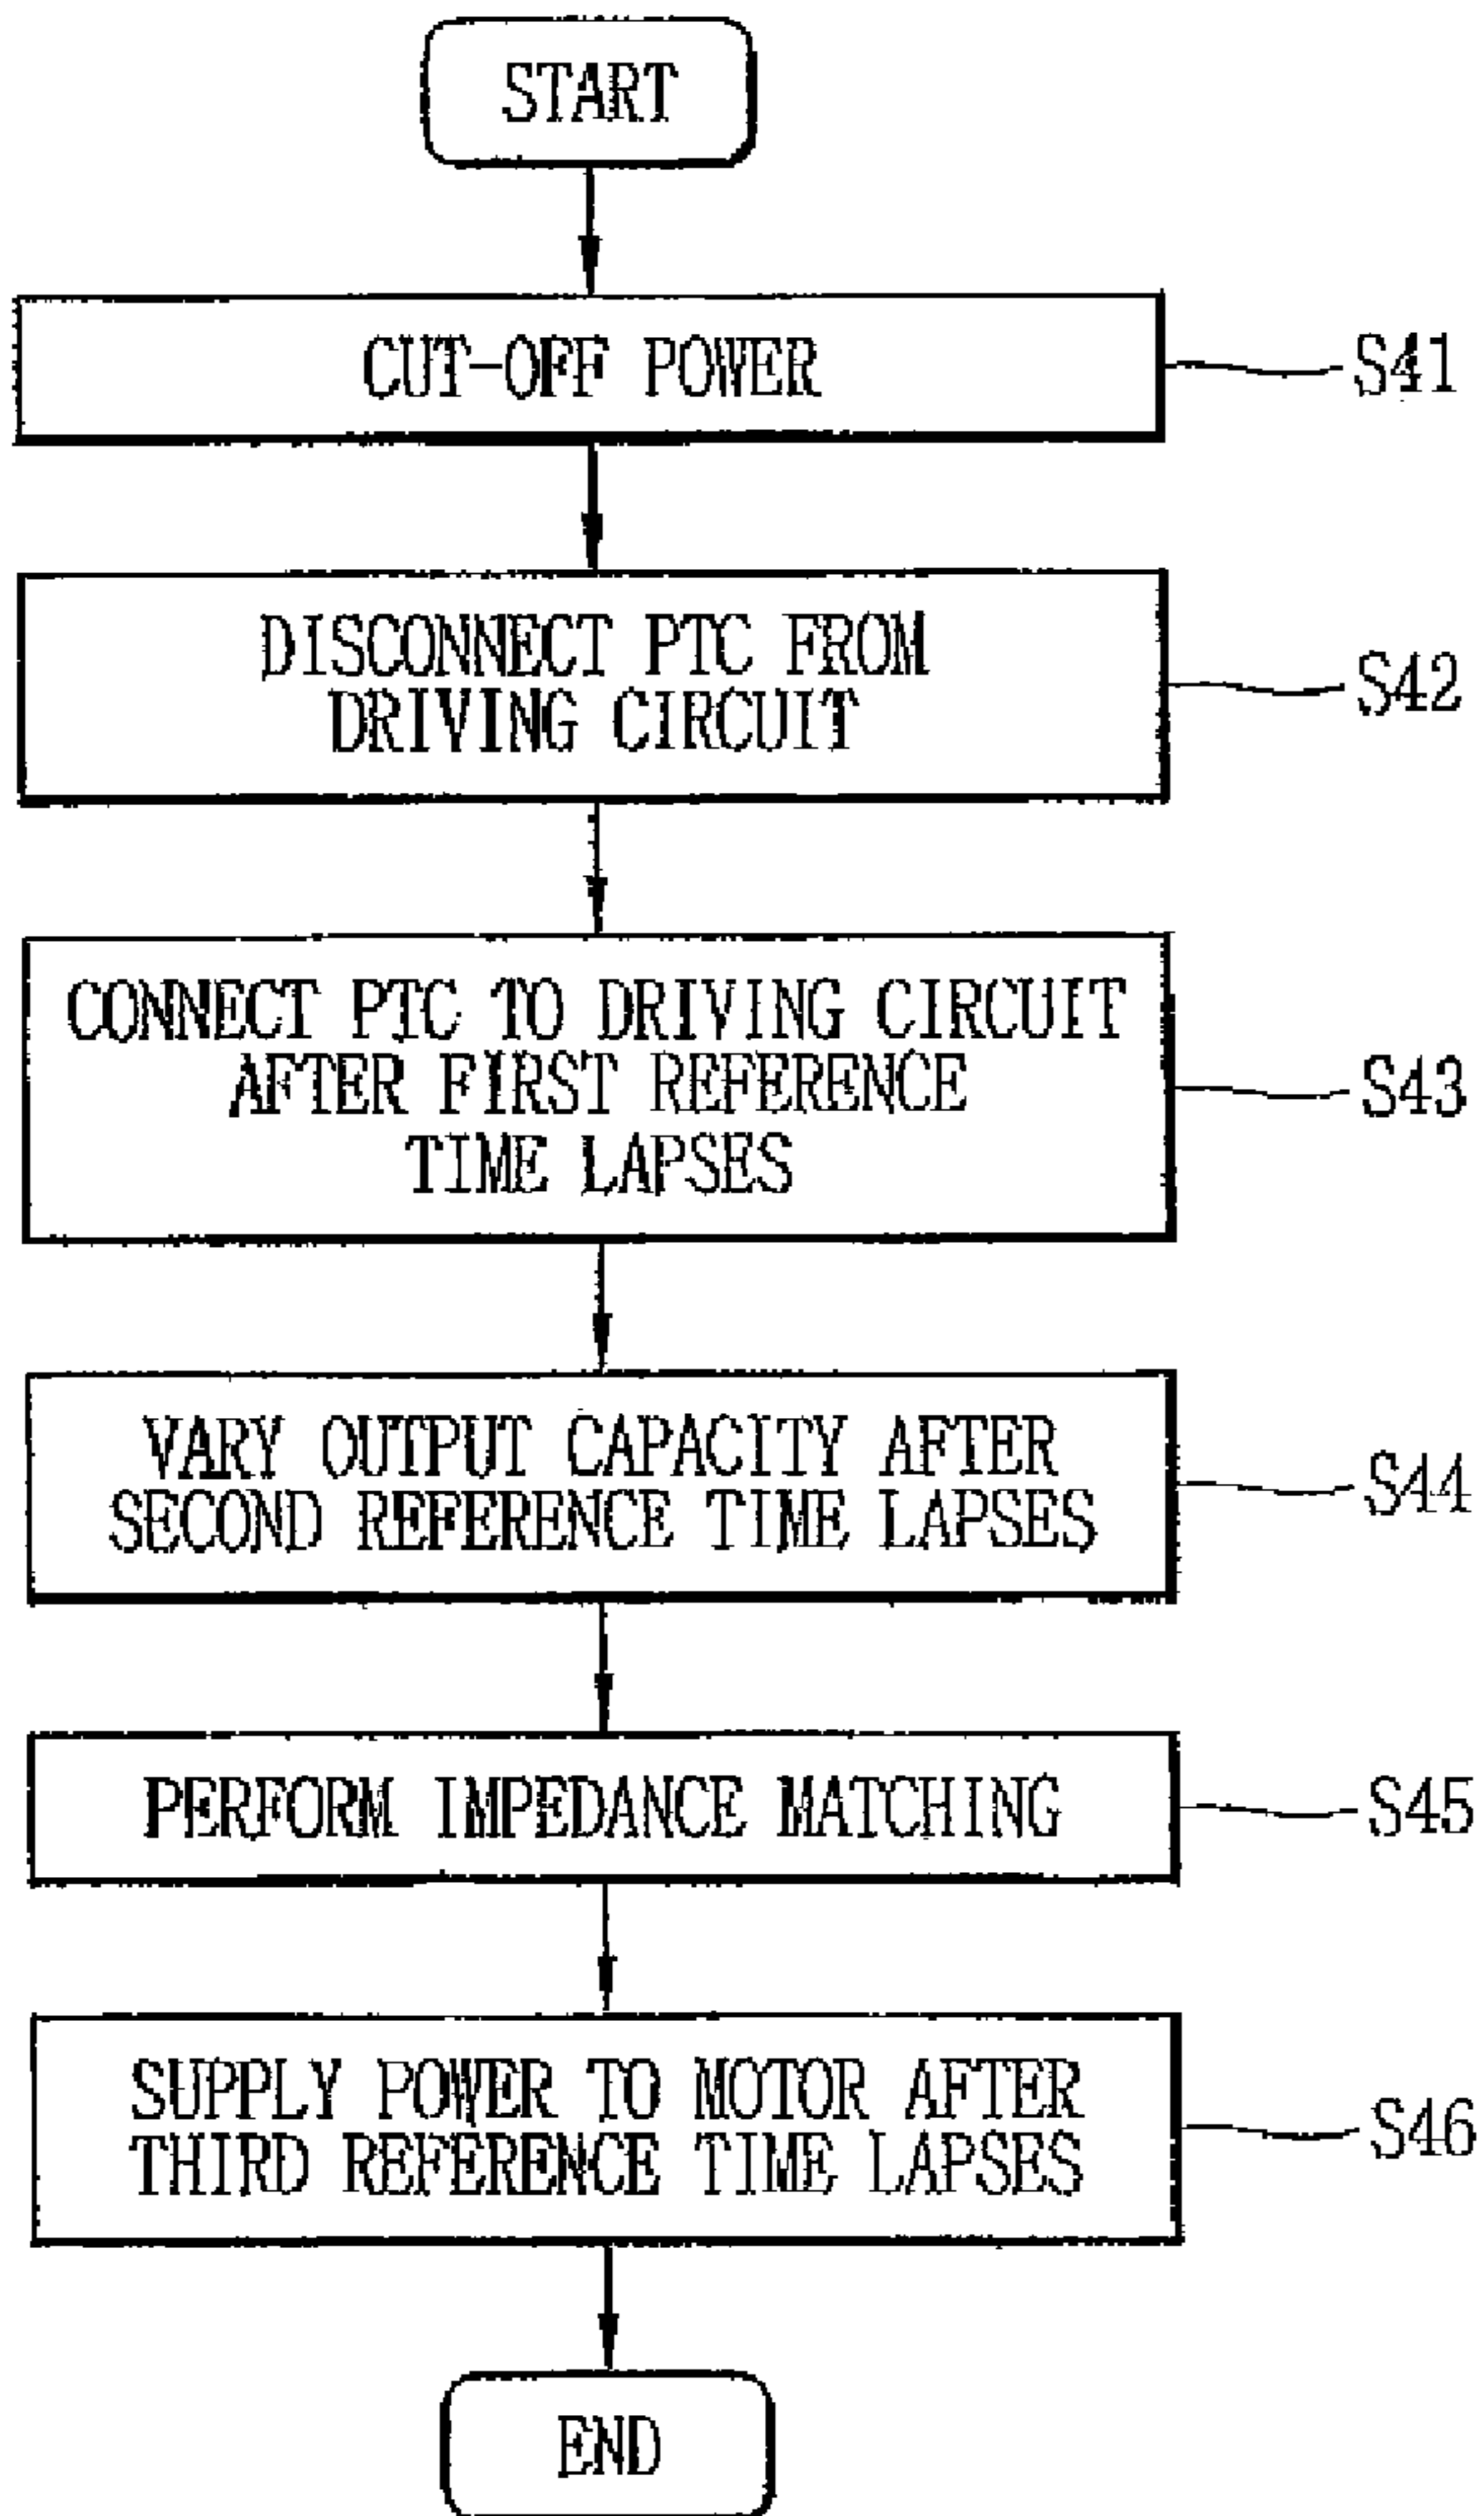 START
CUT-OFF POWER
S41
DISCONNECT PTC FROM
DRIVING CIRCUIT
S42
CONNECT PTC TO DRIVING CIRCUIT
AFTER FIRST REFERENCE
TIME LAPSES
S43
VARY OUTPUT CAPACITY AFTER
SECOND REFERENCE TIME LAPSES
S44
PERFORM IMPEDANCE MATCHING
S45
SUPPLY POWER TO MOTOR AFTER
THIRD REFERENCE TIME LAPSES
S46
END